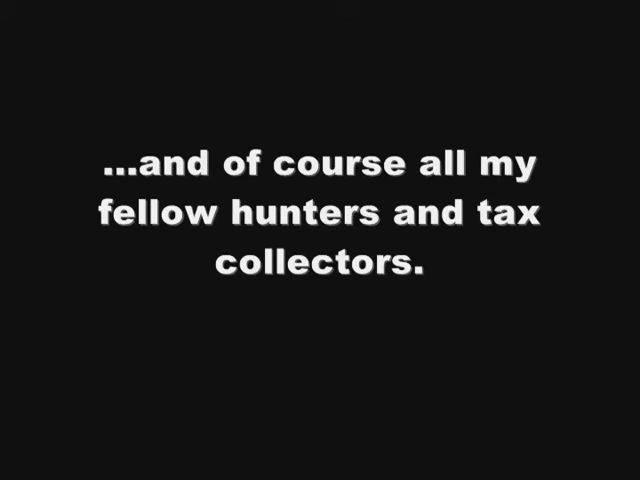 ...and of course all my
fellow hunters and tax
collectors.